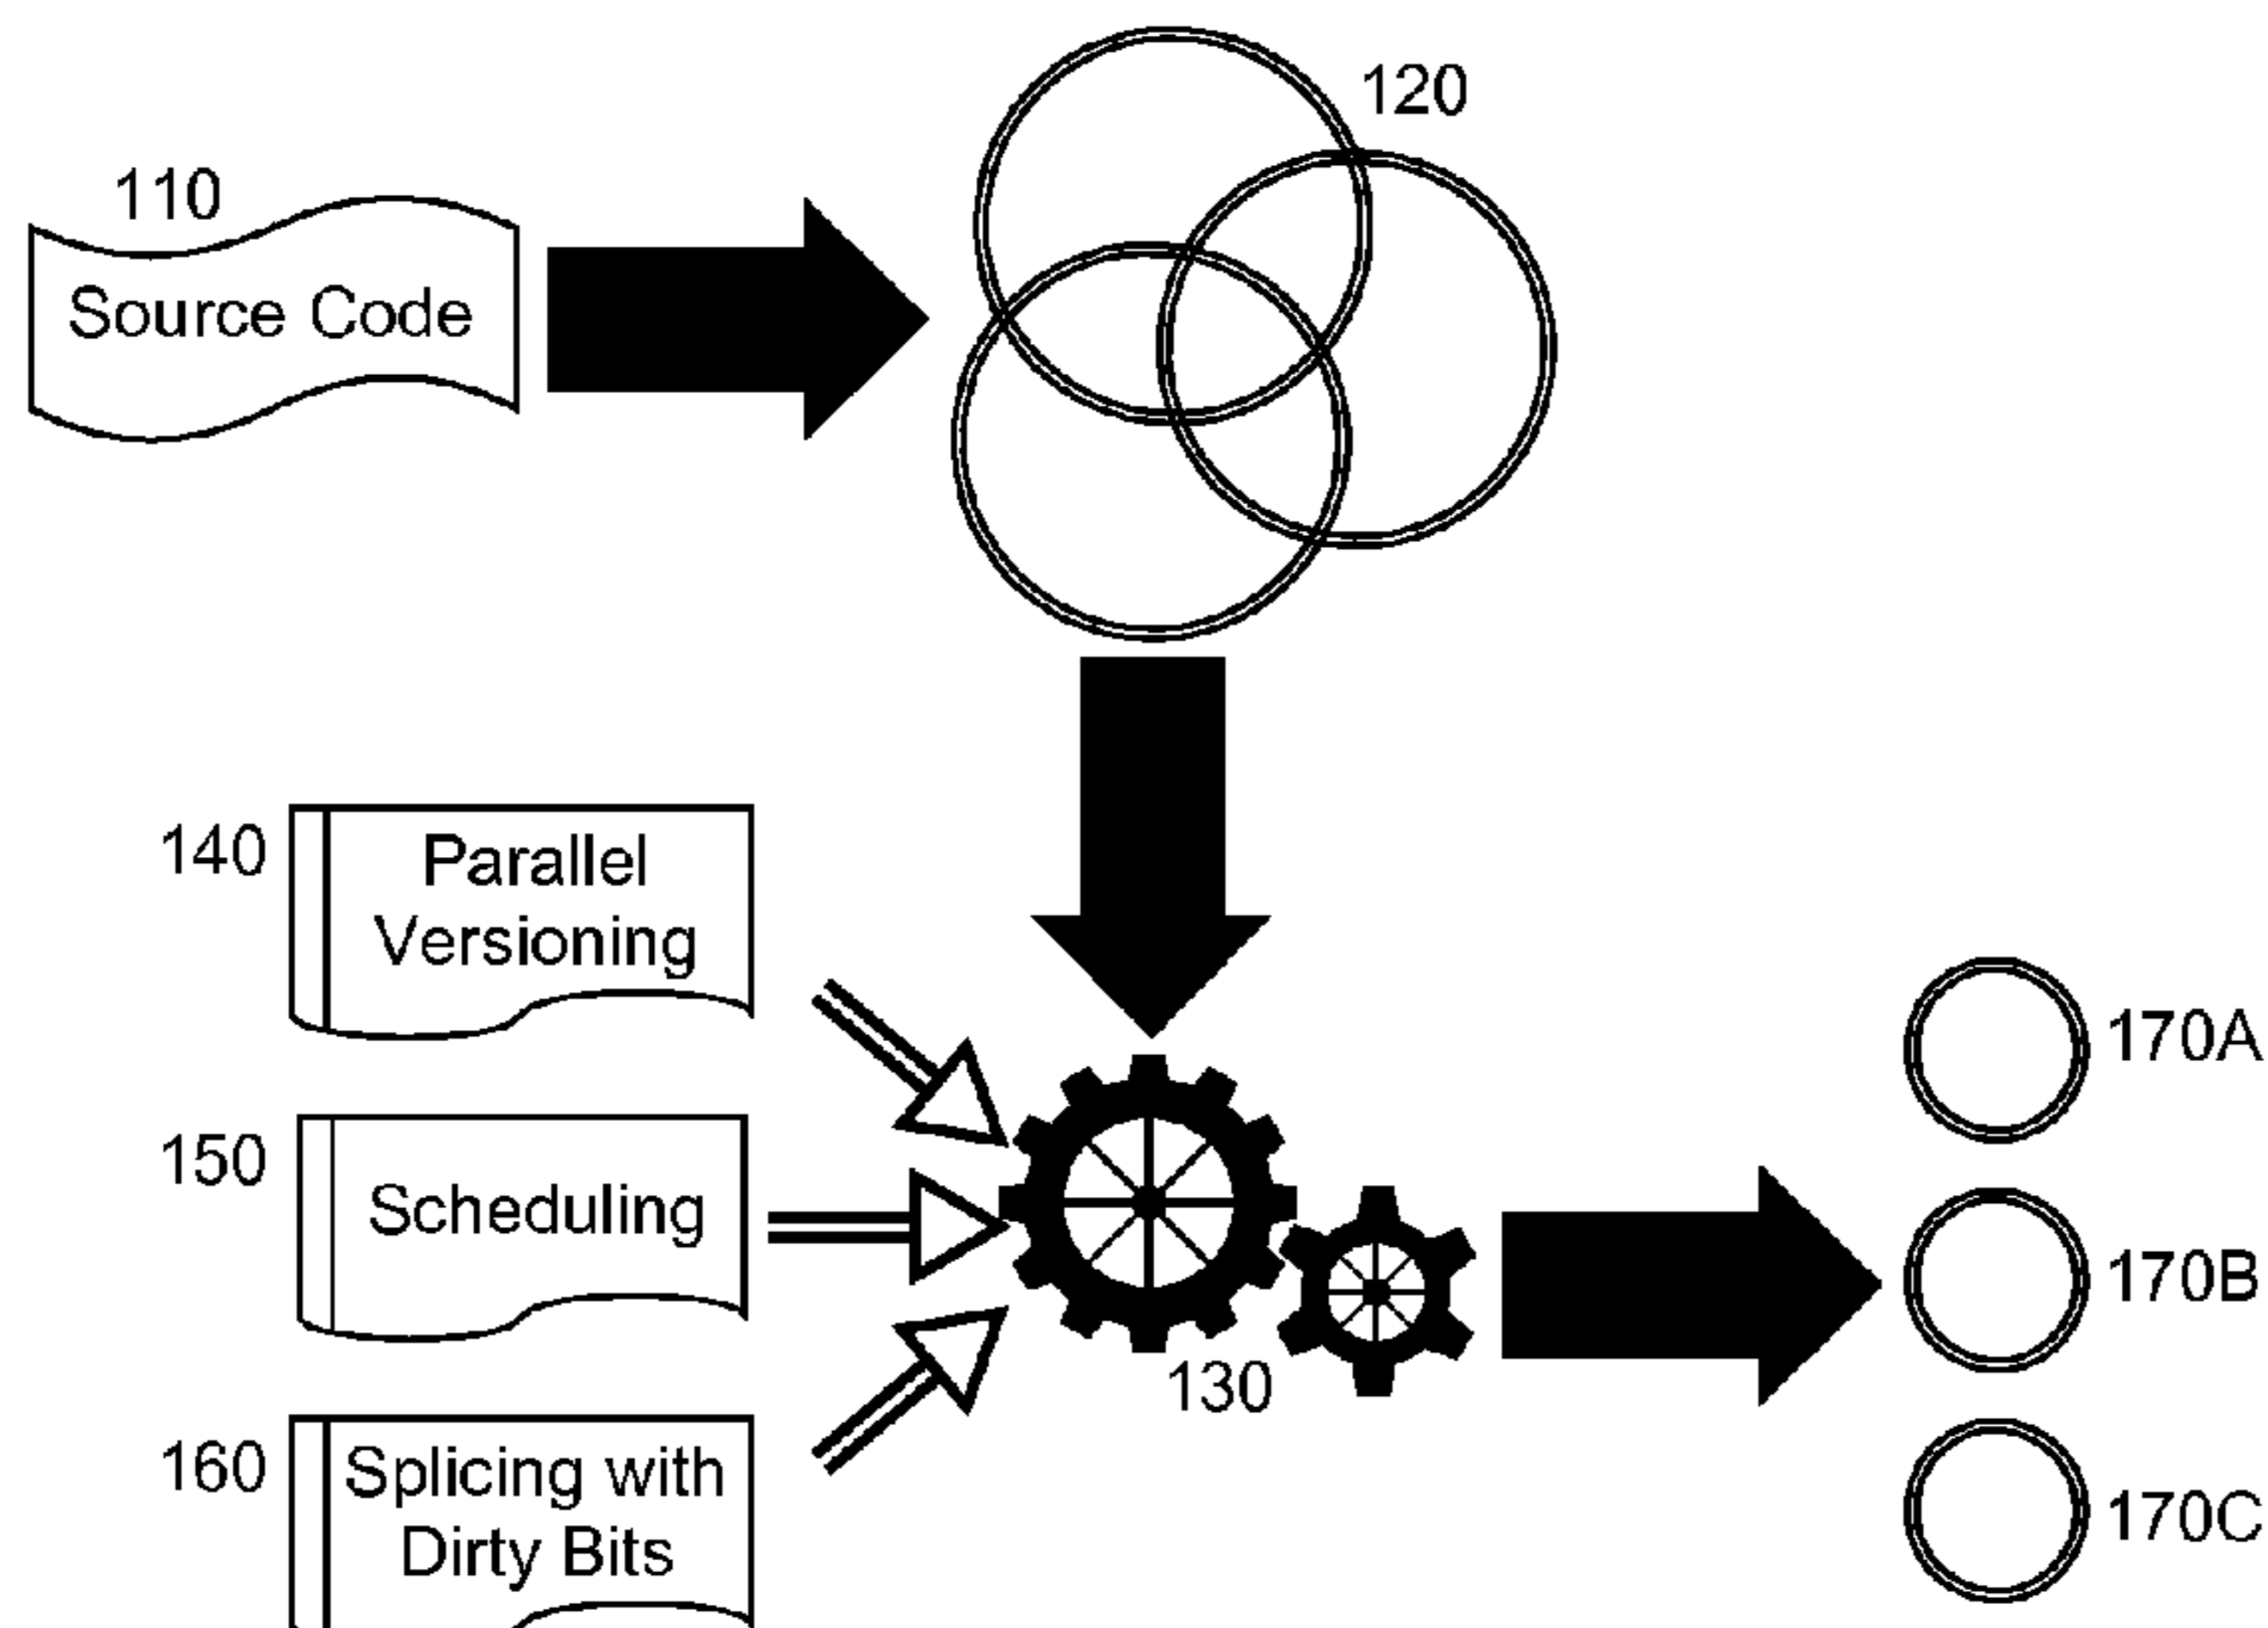 120
110
Source Code
140
Parallel
Versioning
170A
150
Scheduling
170B
130
160
Splicing with
Dirty Bits
170C